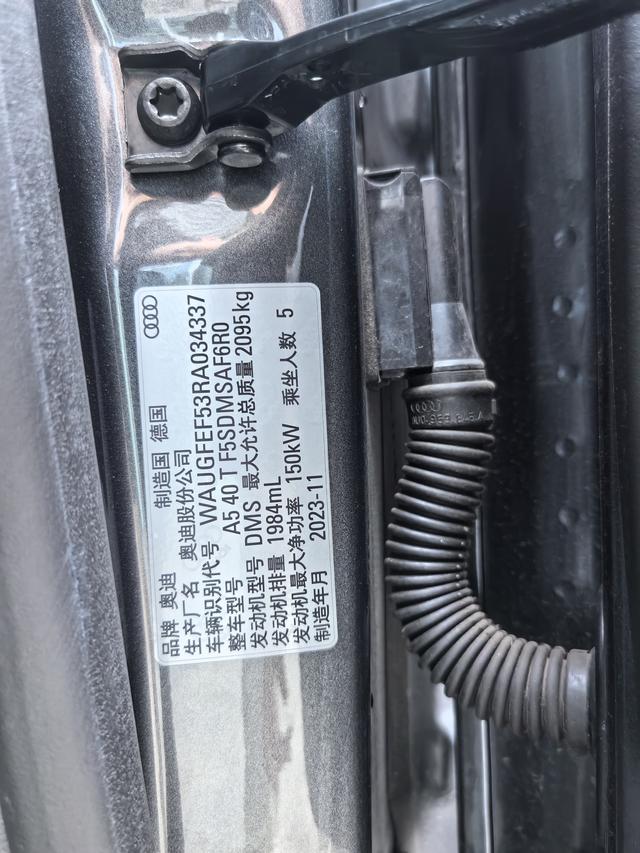 品牌 奥迪 制造国 德国
生产厂名 奥迪股份公司
车辆识别代号 WAUGFEF53RA034337
整车型号 A5 40 TF5SDMSAF6R0
发动机型号 DMS 最大允许总质量 2095kg
发动机排量 1984mL
发动机最大净功率 150kW 乘坐人数 5
制造年月 2023-11